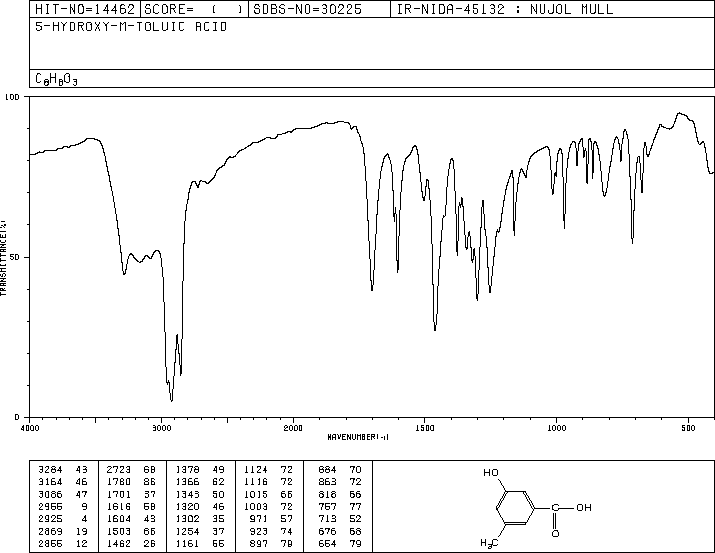 HIT-NO=14462 SCORE= ( ) SDBS-NO=30225 IR-NIDA-45132 : NUJOL MULL
5-HYDROXY-M-TOLUIC ACID
C8H8O3
100
50
0
TRANSMITTANCE(%)
4000 3000 2000 1500 1000 500
WAVENUMBER(-1)
3284 43 2723 68 1378 49 1124 72 684 70
3164 46 1780 86 1366 62 1116 72 863 72
3086 47 1701 37 1343 50 1015 66 818 66
2955 9 1616 58 1320 46 1003 72 757 77
2925 4 1604 43 1302 35 971 57 713 52
2869 19 1503 66 1254 37 923 74 676 68
2855 12 1462 26 1161 55 897 79 654 79
HO
OH
O
H3C